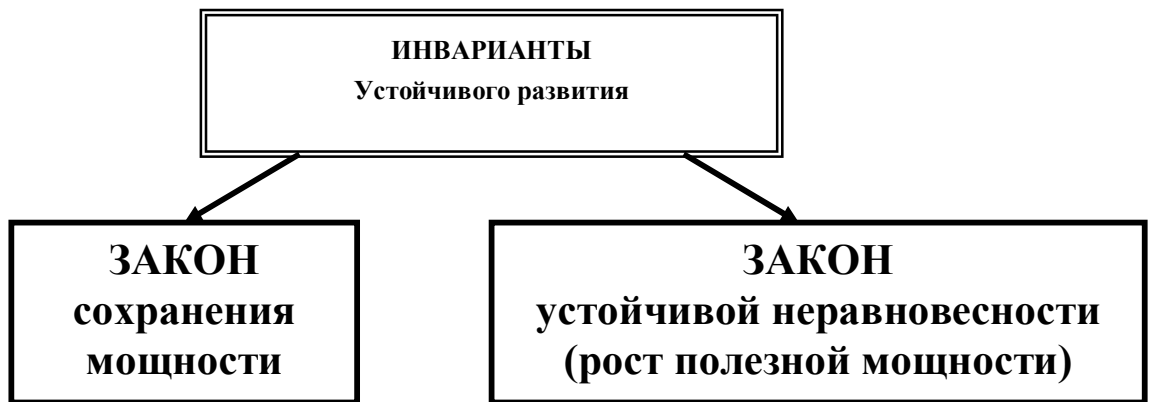 ИНВАРИАНТЫ
Устойчивого развития
ЗАКОН
сохранения
мощности
ЗАКОН
устойчивой неравновесности
(рост полезной мощности)